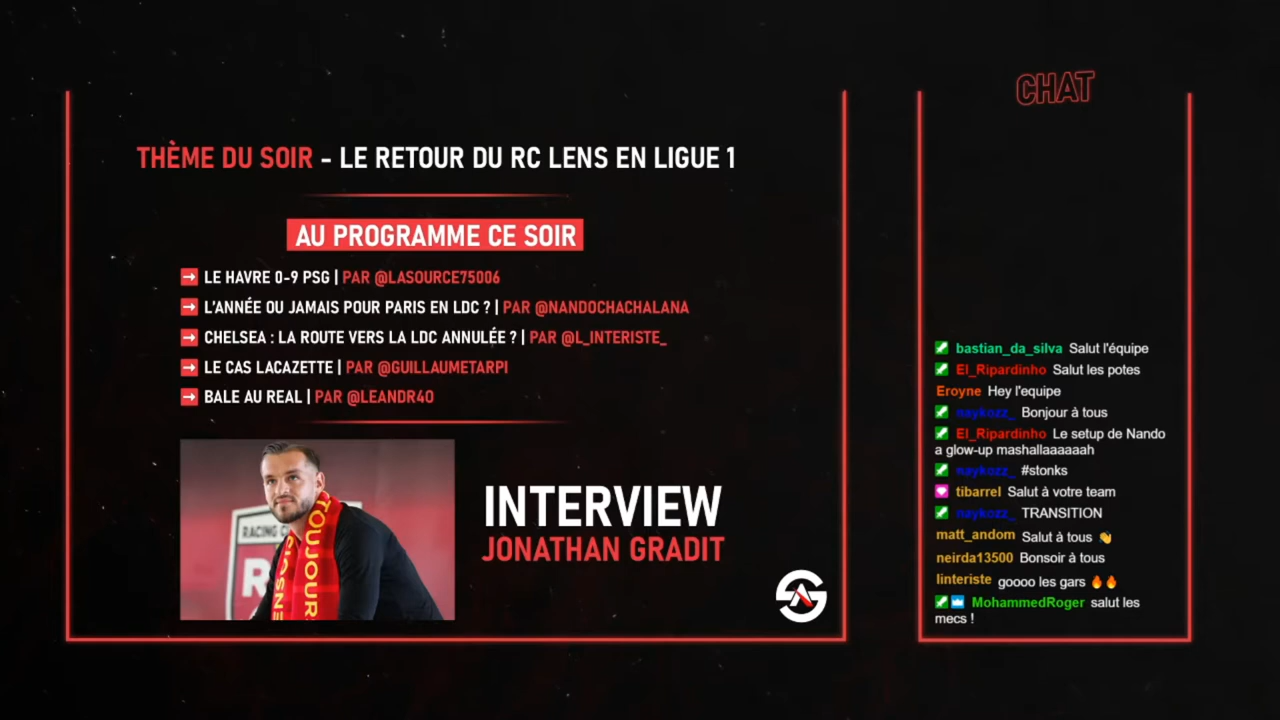 CHAT
THÈME DU SOIR - LE RETOUR DU RC LENS EN LIGUE 1
AU PROGRAMME CE SOIR
LE HAVRE 0-9 PSG | PAR @LASOURCE75006
L'ANNÉE OU JAMAIS POUR PARIS EN LDC ? | PAR @NANDOCHACHALANA
CHELSEA : LA ROUTE VERS LA LDC ANNULÉE ? | PAR @L_INTERISTE_
LE CAS LACAZETTE | PAR @GUILLAUMETARPI
BALE AU REAL | PAR @LEANDR40
RACING C
R
TOUJOURS
INTERVIEW
JONATHAN GRADIT
bastian_da_silva Salut l'équipe
El_Ripardinho Salut les potes
Eroyne Hey l'equipe
naykozz_ Bonjour à tous
El_Ripardinho Le setup de Nando
a glow-up mashallaaaaaah
naykozz_ #stonks
tibarrel Salut à votre team
naykozz_ TRANSITION
matt_andom Salut à tous 👏
neirda13500 Bonsoir à tous
linteriste goooo les gars 🔥🔥
MohammedRoger salut les
mecs !